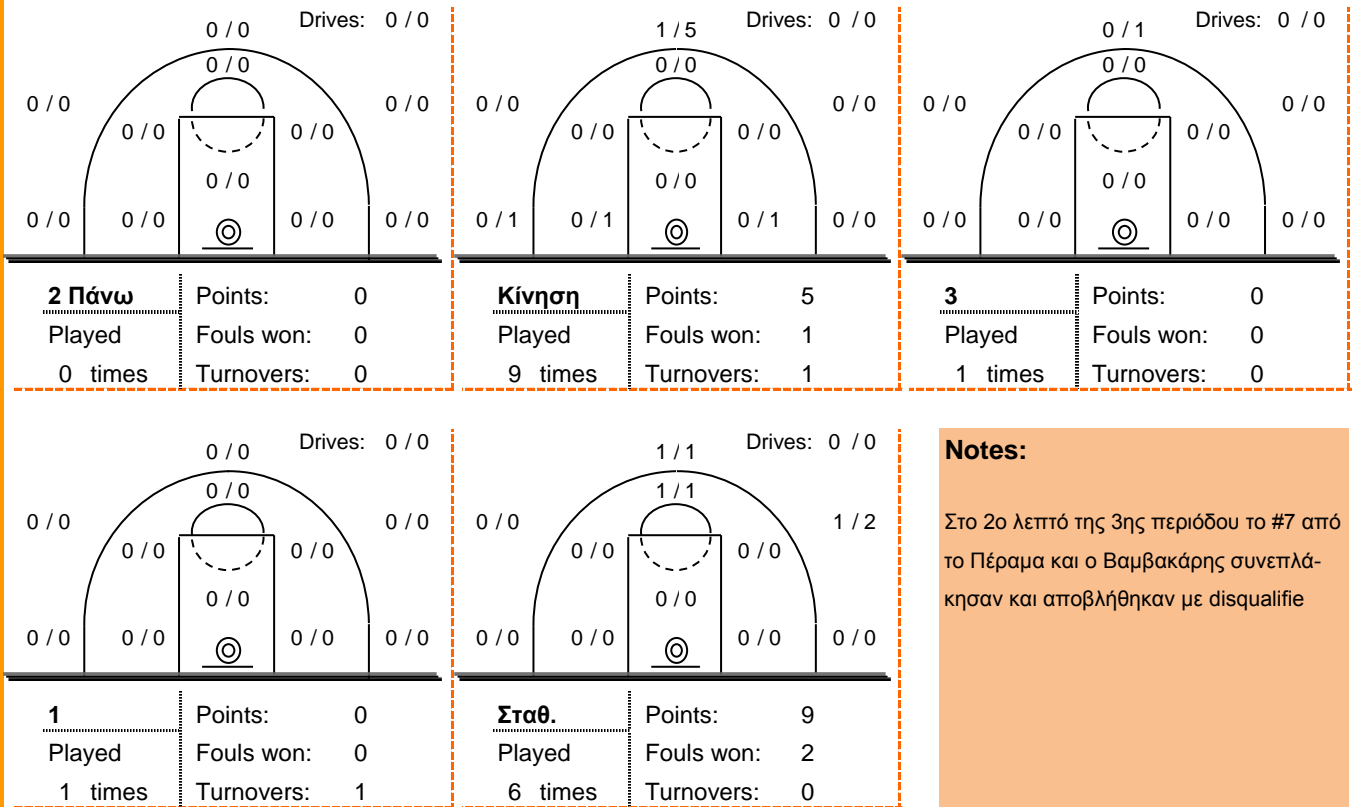 0 / 0 Drives: 0 / 0
0 / 0
0 / 0 0 / 0
0 / 0 0 / 0
0 / 0
0 / 0 0 / 0 0 / 0 0 / 0
2 Πάνω Points: 0
Played Fouls won: 0
0 times Turnovers: 0
1 / 5 Drives: 0 / 0
0 / 0
0 / 0 0 / 0
0 / 0 0 / 0
0 / 0
0 / 1 0 / 1 0 / 1 0 / 0
Κίνηση Points: 5
Played Fouls won: 1
9 times Turnovers: 1
0 / 1 Drives: 0 / 0
0 / 0
0 / 0 0 / 0
0 / 0 0 / 0
0 / 0
0 / 0 0 / 0 0 / 0 0 / 0
3 Points: 0
Played Fouls won: 0
1 times Turnovers: 0
0 / 0 Drives: 0 / 0
0 / 0
0 / 0 0 / 0
0 / 0 0 / 0
0 / 0
0 / 0 0 / 0 0 / 0 0 / 0
1 Points: 0
Played Fouls won: 0
1 times Turnovers: 1
1 / 1 Drives: 0 / 0
1 / 1
0 / 0 1 / 2
0 / 0 0 / 0
0 / 0
0 / 0 0 / 0 0 / 0 0 / 0
Σταθ. Points: 9
Played Fouls won: 2
6 times Turnovers: 0
Notes:
Στο 2ο λεπτό της 3ης περιόδου το #7 από
το Πέραμα και ο Βαμβακάρης συνεπλά-
κησαν και αποβλήθηκαν με disqualifie